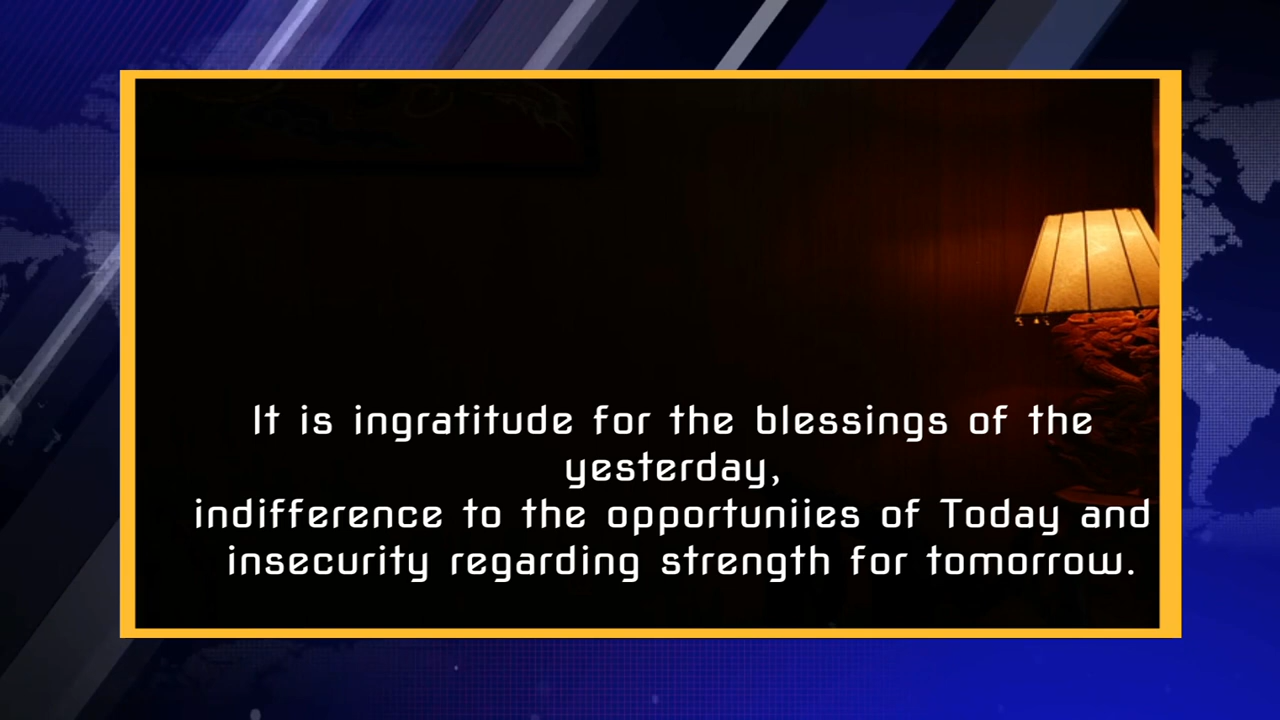 It is ingratitude for the blessings of the
yesterday,
indifference to the opportuniies of Today and
insecurity regarding strength for tomorrow.